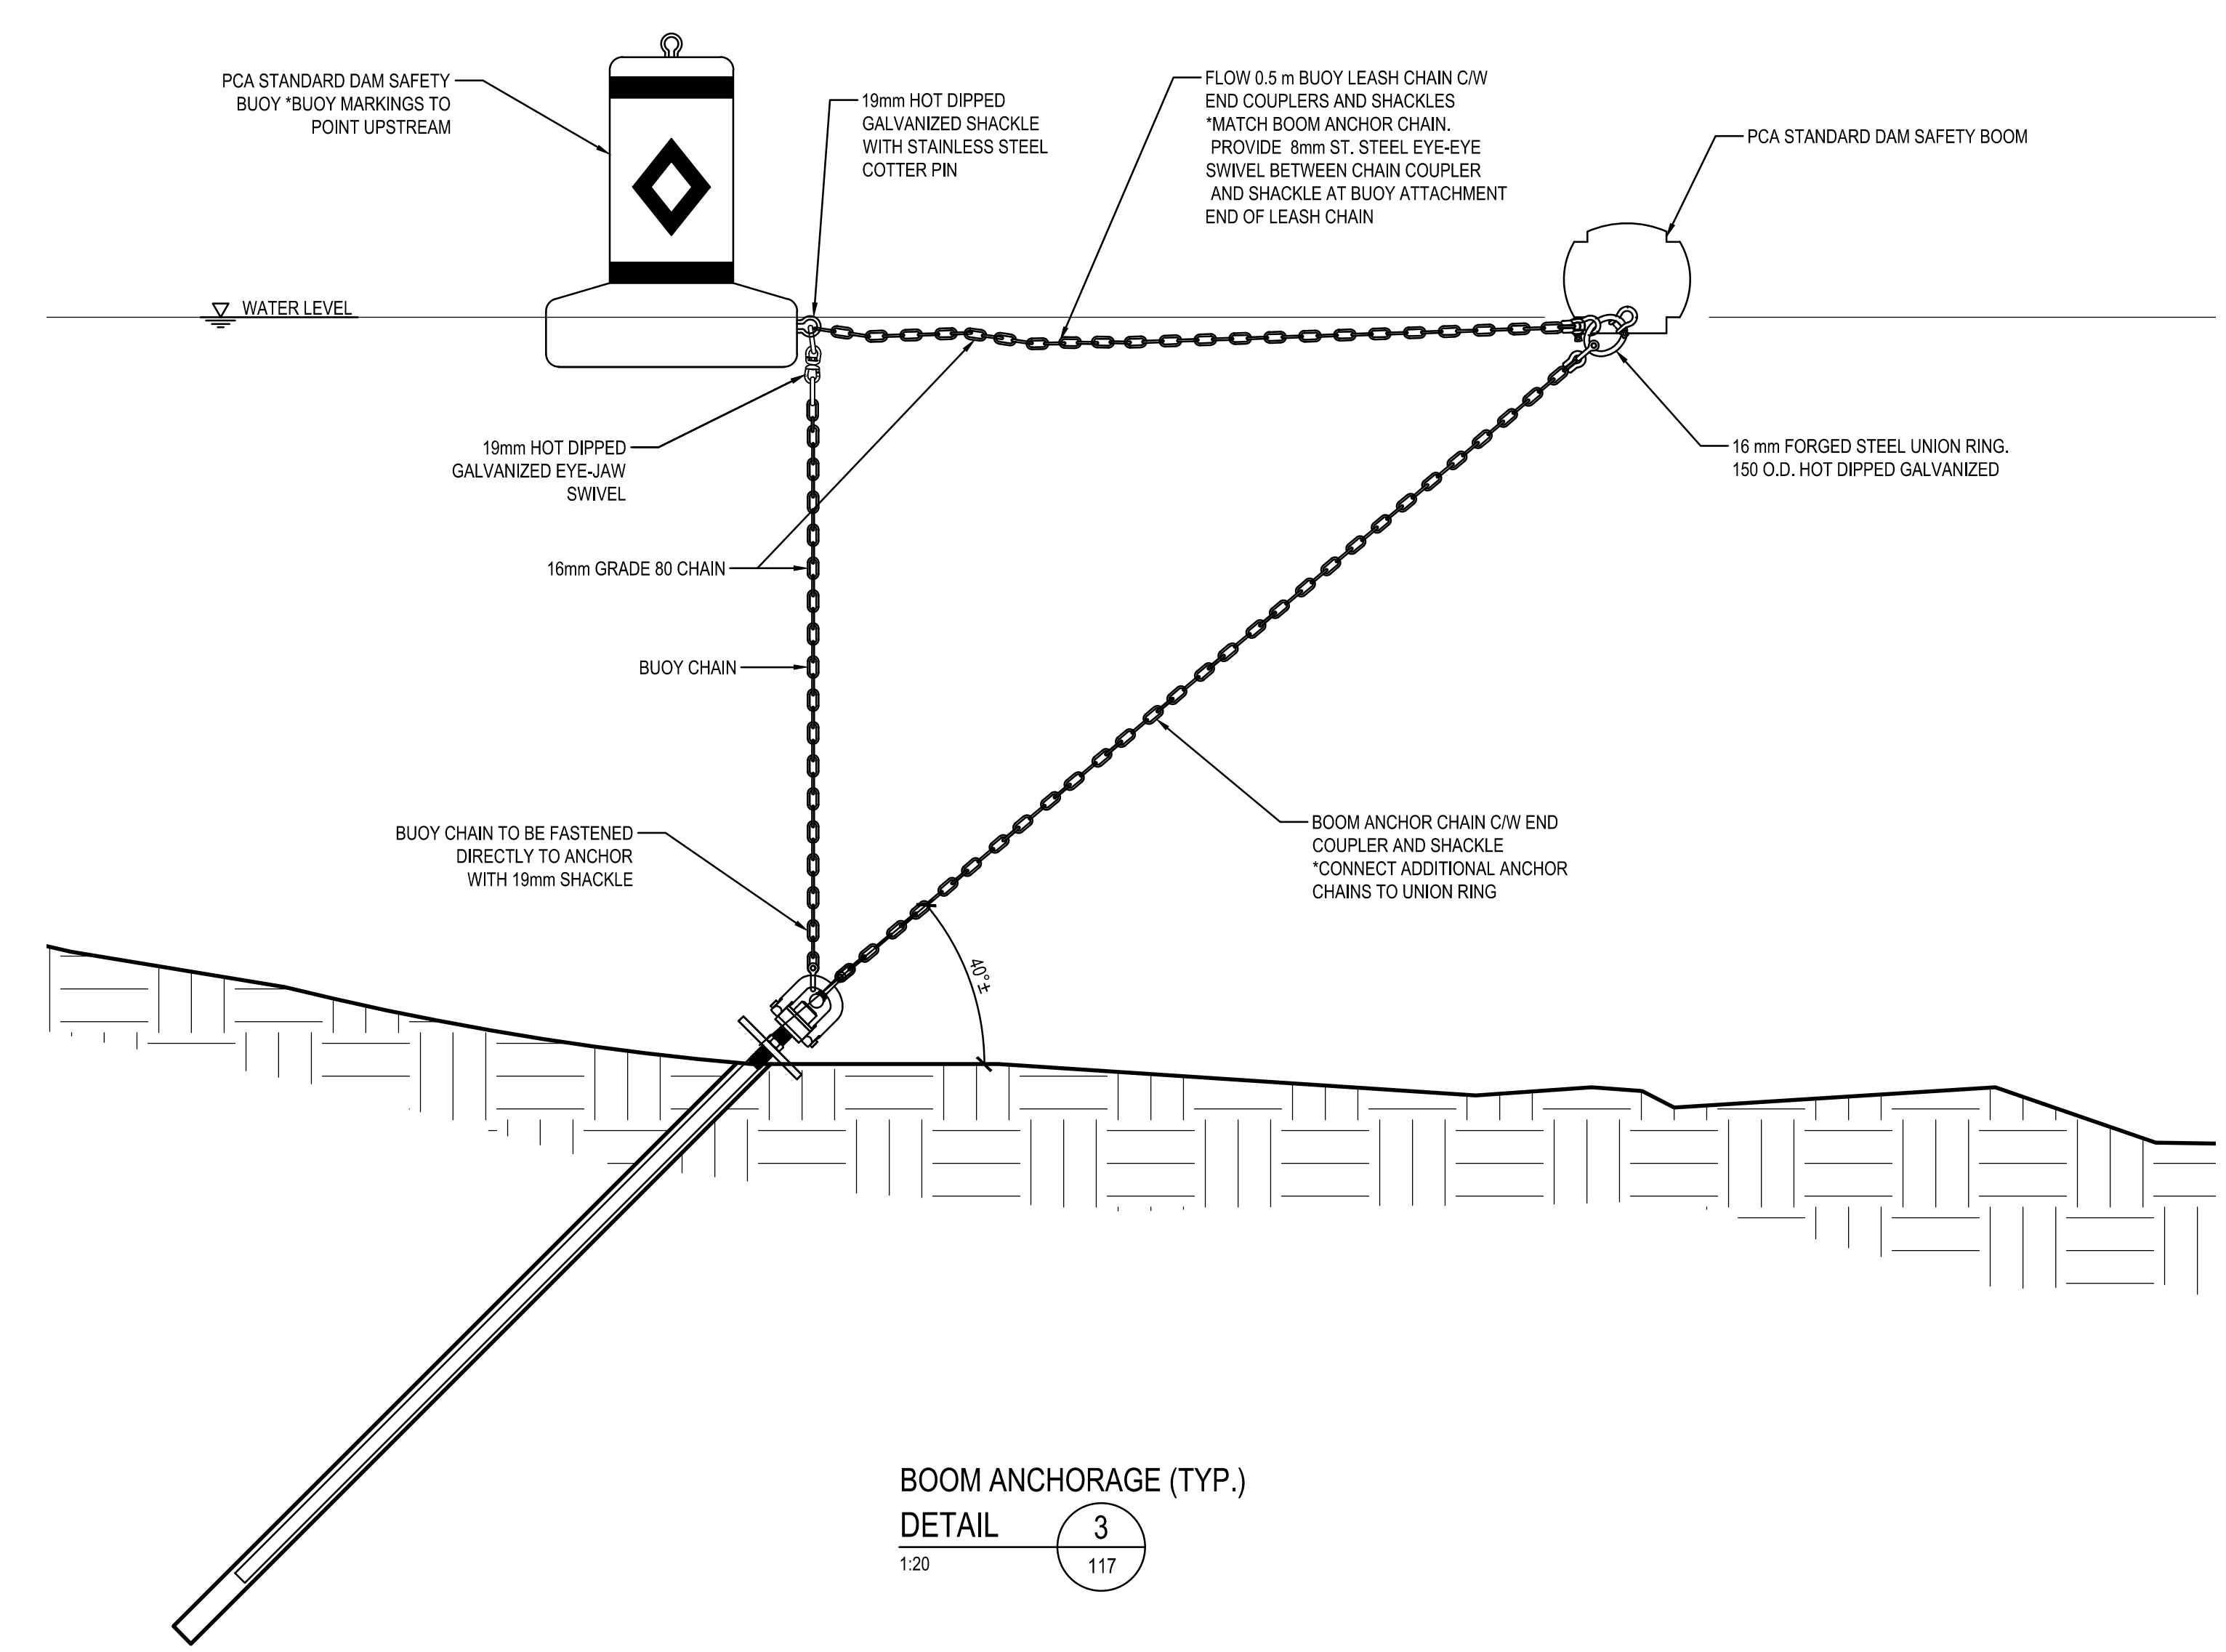 PCA STANDARD DAM SAFETY
BUOY *BUOY MARKINGS TO
POINT UPSTREAM
19mm HOT DIPPED
GALVANIZED SHACKLE
WITH STAINLESS STEEL
COTTER PIN
FLOW 0.5 m BUOY LEASH CHAIN C/W
END COUPLERS AND SHACKLES
*MATCH BOOM ANCHOR CHAIN.
PROVIDE 8mm ST. STEEL EYE-EYE
SWIVEL BETWEEN CHAIN COUPLER
AND SHACKLE AT BUOY ATTACHMENT
END OF LEASH CHAIN
PCA STANDARD DAM SAFETY BOOM
WATER LEVEL
19mm HOT DIPPED
GALVANIZED EYE-JAW
SWIVEL
16 mm FORGED STEEL UNION RING.
150 O.D. HOT DIPPED GALVANIZED
16mm GRADE 80 CHAIN
BUOY CHAIN
BUOY CHAIN TO BE FASTENED
DIRECTLY TO ANCHOR
WITH 19mm SHACKLE
BOOM ANCHOR CHAIN C/W END
COUPLER AND SHACKLE
*CONNECT ADDITIONAL ANCHOR
CHAINS TO UNION RING
40°±
BOOM ANCHORAGE (TYP.)
DETAIL 3
1:20 117